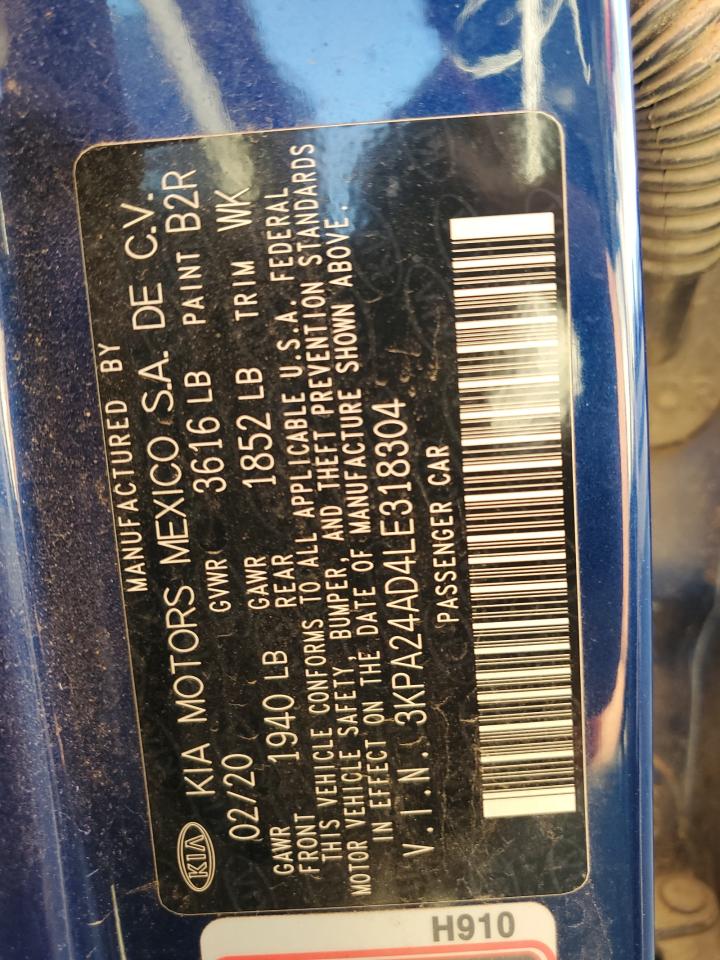 MANUFACTURED BY
KIA KIA MOTORS MEXICO S.A. DE C.V.
02/20 GVWR 3616 LB PAINT B2R
GAWR FRONT 1940 LB GAWR REAR 1852 LB TRIM WK
THIS VEHICLE CONFORMS TO ALL APPLICABLE U.S.A. FEDERAL
MOTOR VEHICLE SAFETY, BUMPER, AND THEFT PREVENTION STANDARDS
IN EFFECT ON THE DATE OF MANUFACTURE SHOWN ABOVE.
V.I.N. 3KPA24AD4LE318304
PASSENGER CAR
H910